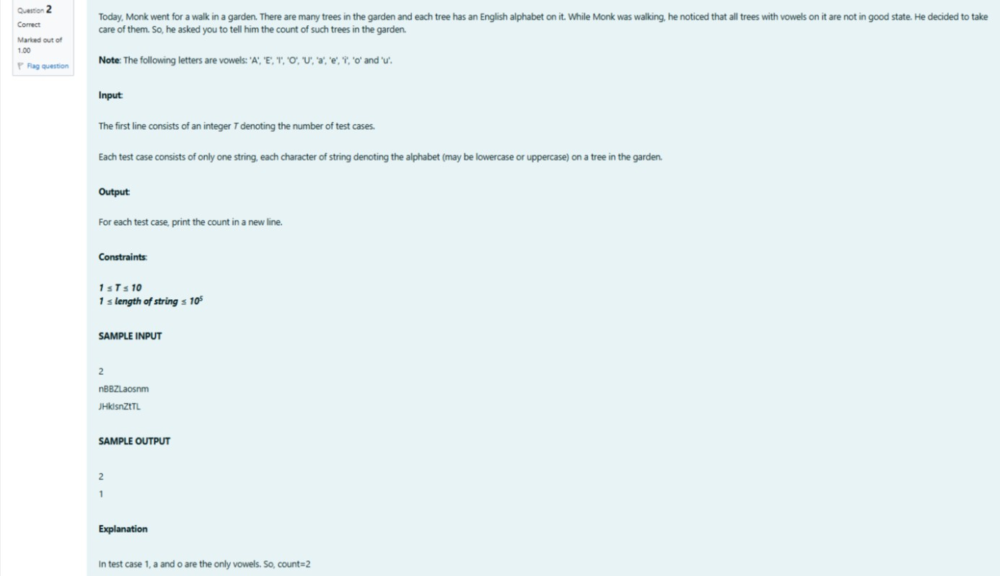 Question 2
Correct
Marked out of
1.00
Flag question
Today, Monk went for a walk in a garden. There are many trees in the garden and each tree has an English alphabet on it. While Monk was walking, he noticed that all trees with vowels on it are not in good state. He decided to take
care of them. So, he asked you to tell him the count of such trees in the garden.
Note: The following letters are vowels: 'A', 'E', 'I', 'O', 'U', 'a', 'e', 'i', 'o' and 'u'.
Input:
The first line consists of an integer T denoting the number of test cases.
Each test case consists of only one string, each character of string denoting the alphabet (may be lowercase or uppercase) on a tree in the garden.
Output:
For each test case, print the count in a new line.
Constraints:
1 ≤ T ≤ 10
1 ≤ length of string ≤ 10⁵
SAMPLE INPUT
2
nBBZLaosnm
JHkIsnZtTL
SAMPLE OUTPUT
2
1
Explanation
In test case 1, a and o are the only vowels. So, count=2